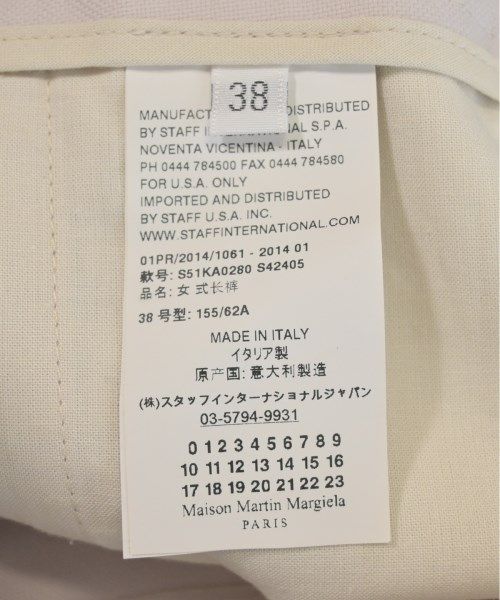 38
MANUFACT DISTRIBUTED
BY STAFF I NATIONAL S.P.A.
NOVENTA VICENTINA - ITALY
PH 0444 784500 FAX 0444 784580
FOR U.S.A. ONLY
IMPORTED AND DISTRIBUTED
BY STAFF U.S.A. INC.
WWW.STAFFINTERNATIONAL.COM
01PR/2014/1061 - 2014 01
款号: S51KA0280 S42405
品名: 女 式长裤
38 号型: 155/62A
MADE IN ITALY
イタリア製
原产国: 意大利製造
(株)スタッフインターナショナルジャパン
03-5794-9931
0 1 2 3 4 5 6 7 8 9
10 11 12 13 14 15 16
17 18 19 20 21 22 23
Maison Martin Margiela
PARIS